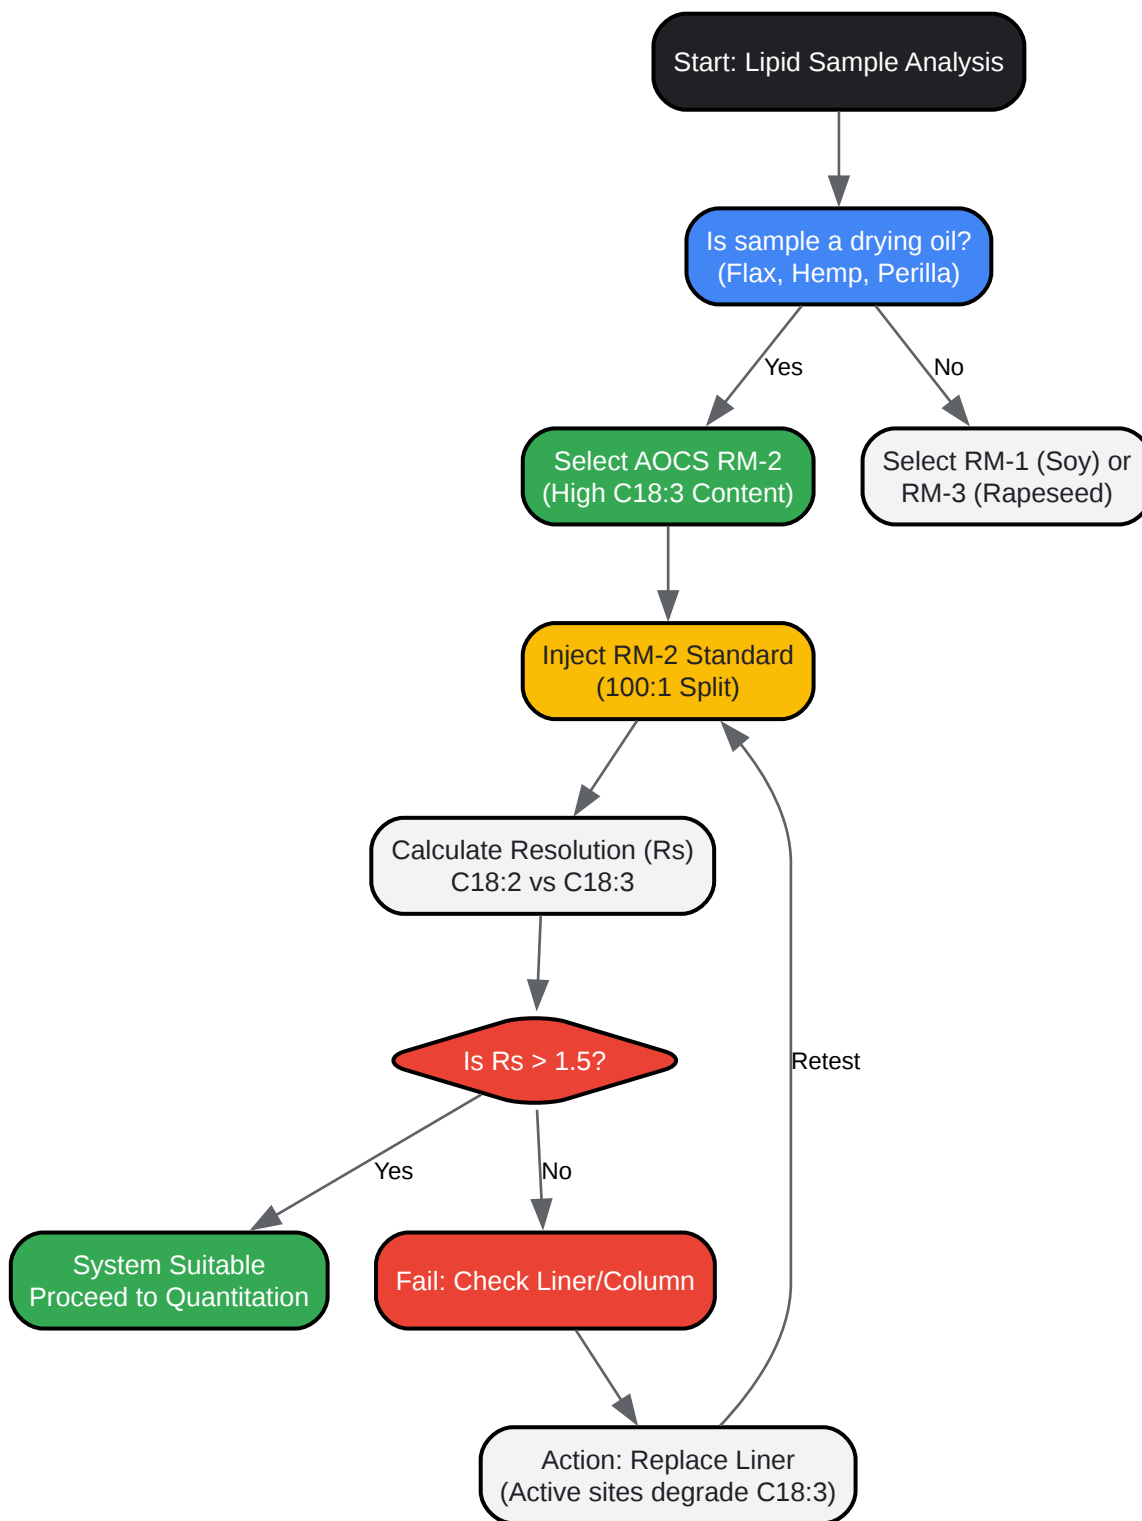 Start: Lipid Sample Analysis
Is sample a drying oil?
(Flax, Hemp, Perilla)
Yes
No
Select AOCS RM-2
(High C18:3 Content)
Select RM-1 (Soy) or
RM-3 (Rapeseed)
Inject RM-2 Standard
(100:1 Split)
Calculate Resolution (Rs)
C18:2 vs C18:3
Is Rs > 1.5?
Retest
Yes
No
System Suitable
Proceed to Quantitation
Fail: Check Liner/Column
Action: Replace Liner
(Active sites degrade C18:3)